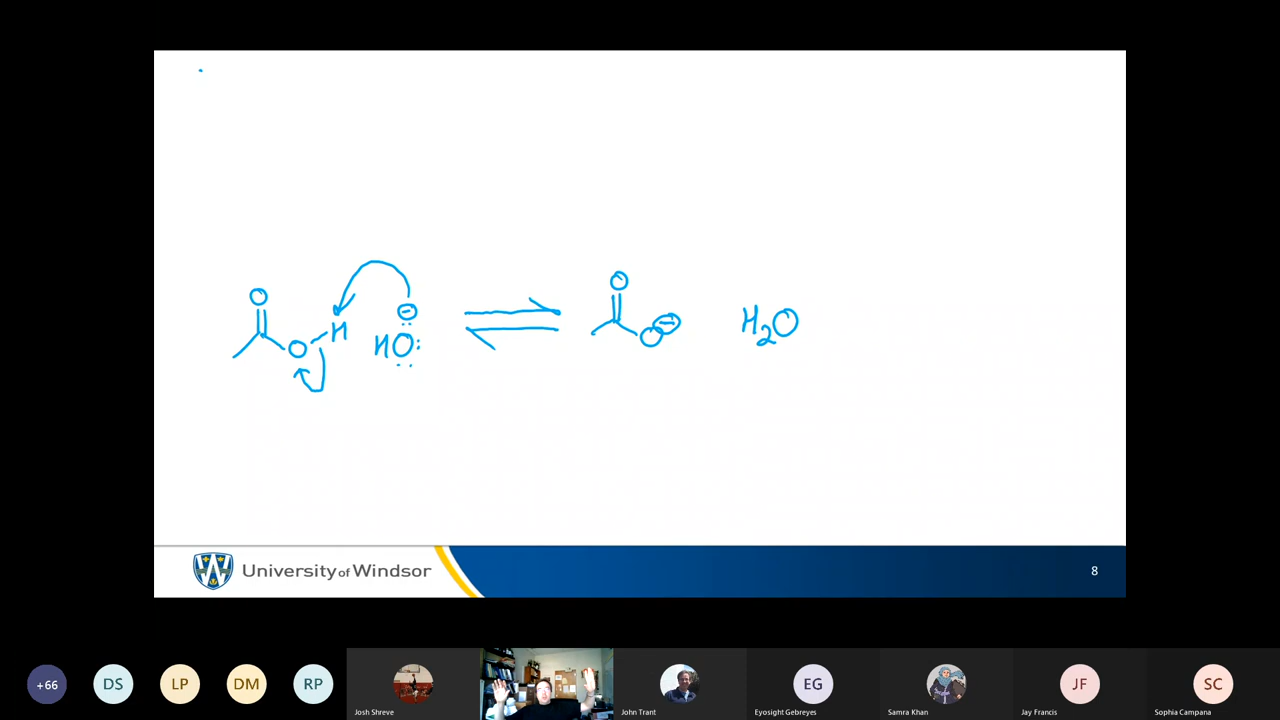 O O
O H HO: ⊖ O ⊖ H₂O
University of Windsor
8
+66 DS LP DM RP EG JF SC
Josh Shreve John Trant Eyosight Gebreyes Samra Khan Jay Francis Sophia Campana